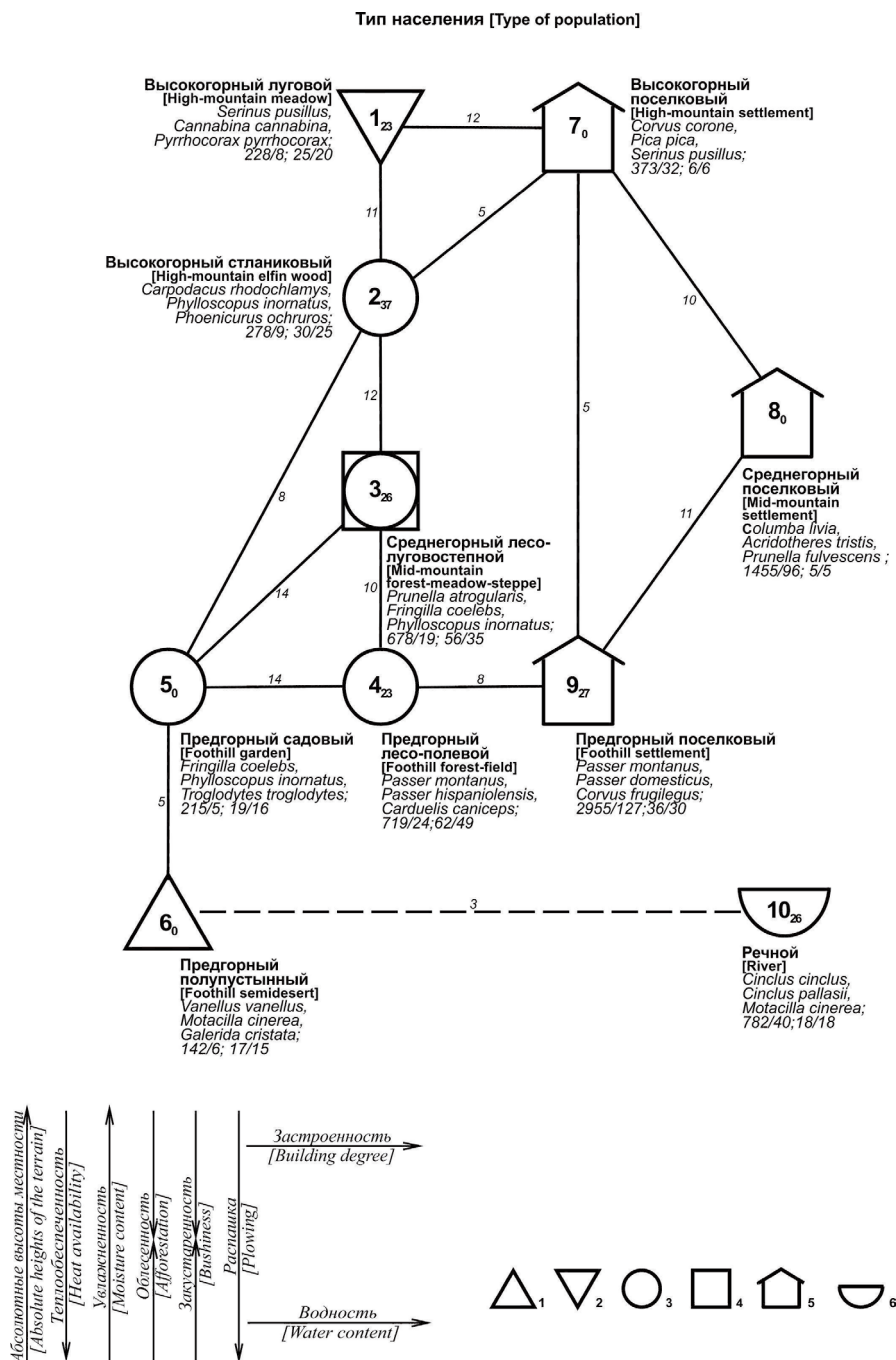 Тип населения [Type of population]
Высокогорный луговой
[High-mountain meadow]
Serinus pusillus,
Cannabina cannabina,
Pyrrhocorax pyrrhocorax;
228/8; 25/20
1 23
12
7 0
Высокогорный
поселковый
[High-mountain settlement]
Corvus corone,
Pica pica,
Serinus pusillus;
373/32; 6/6
11
5
Высокогорный стланиковый
[High-mountain elfin wood]
Carpodacus rhodochlamys,
Phylloscopus inornatus,
Phoenicurus ochruros;
278/9; 30/25
2 37
10
12
5
8 0
8
3 26
Среднегорный
поселковый
[Mid-mountain
settlement]
Columba livia,
Acridotheres tristis,
Prunella fulvescens ;
1455/96; 5/5
11
14
10
Среднегорный лесо-
луговостепной
[Mid-mountain
forest-meadow-steppe]
Prunella atrogularis,
Fringilla coelebs,
Phylloscopus inornatus;
678/19; 56/35
5 0
14
4 23
8
9 27
Предгорный садовый
[Foothill garden]
Fringilla coelebs,
Phylloscopus inornatus,
Troglodytes troglodytes;
215/5; 19/16
Предгорный
лесо-полевой
[Foothill forest-field]
Passer montanus,
Passer hispaniolensis,
Carduelis caniceps;
719/24;62/49
Предгорный поселковый
[Foothill settlement]
Passer montanus,
Passer domesticus,
Corvus frugilegus;
2955/127;36/30
5
6 0
3
10 26
Предгорный
полупустынный
[Foothill semidesert]
Vanellus vanellus,
Motacilla cinerea,
Galerida cristata;
142/6; 17/15
Речной
[River]
Cinclus cinclus,
Cinclus pallasii,
Motacilla cinerea;
782/40;18/18
Абсолютные высоты местности
[Absolute heights of the terrain]
Теплообеспеченность
[Heat availability]
Увлажненность
[Moisture content]
Облесенность
[Afforestation]
Закустаренность
[Bushiness]
Распашка
[Plowing]
Застроенность
[Building degree]
Водность
[Water content]
1
2
3
4
5
6